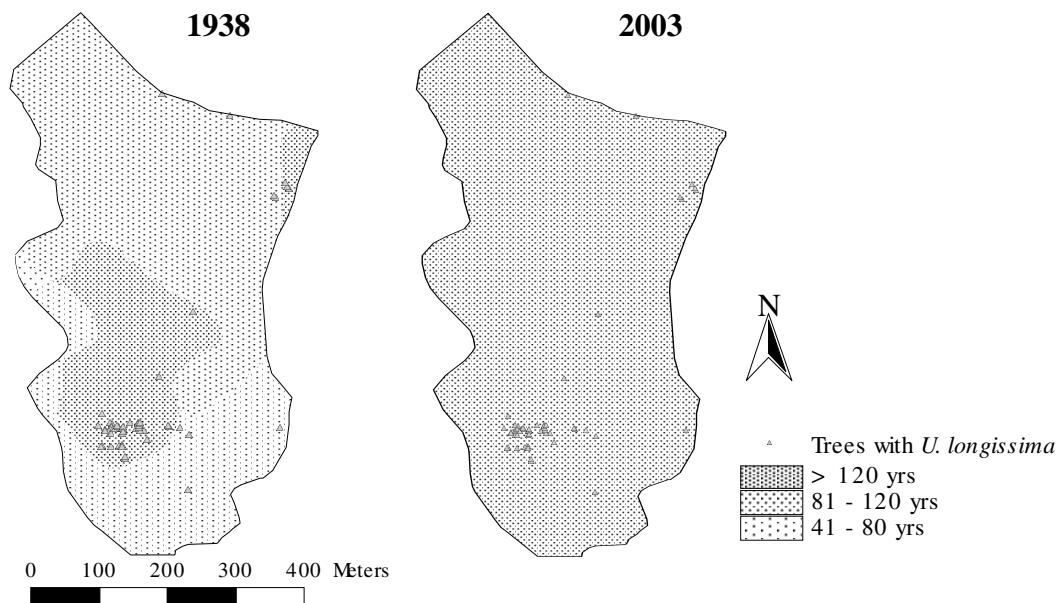 1938
2003
N
Trees with U. longissima
> 120 yrs
81 - 120 yrs
41 - 80 yrs
0 100 200 300 400 Meters